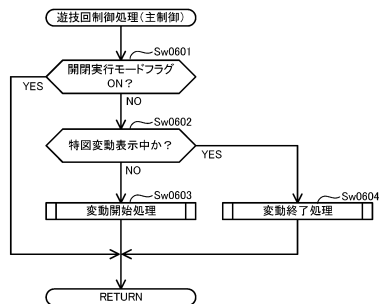 遊技回制御処理(主制御)
Sw0601
開閉実行モードフラグ
ON?
YES
NO
Sw0602
特図変動表示中か?
YES
NO
Sw0603
変動開始処理
Sw0604
変動終了処理
RETURN